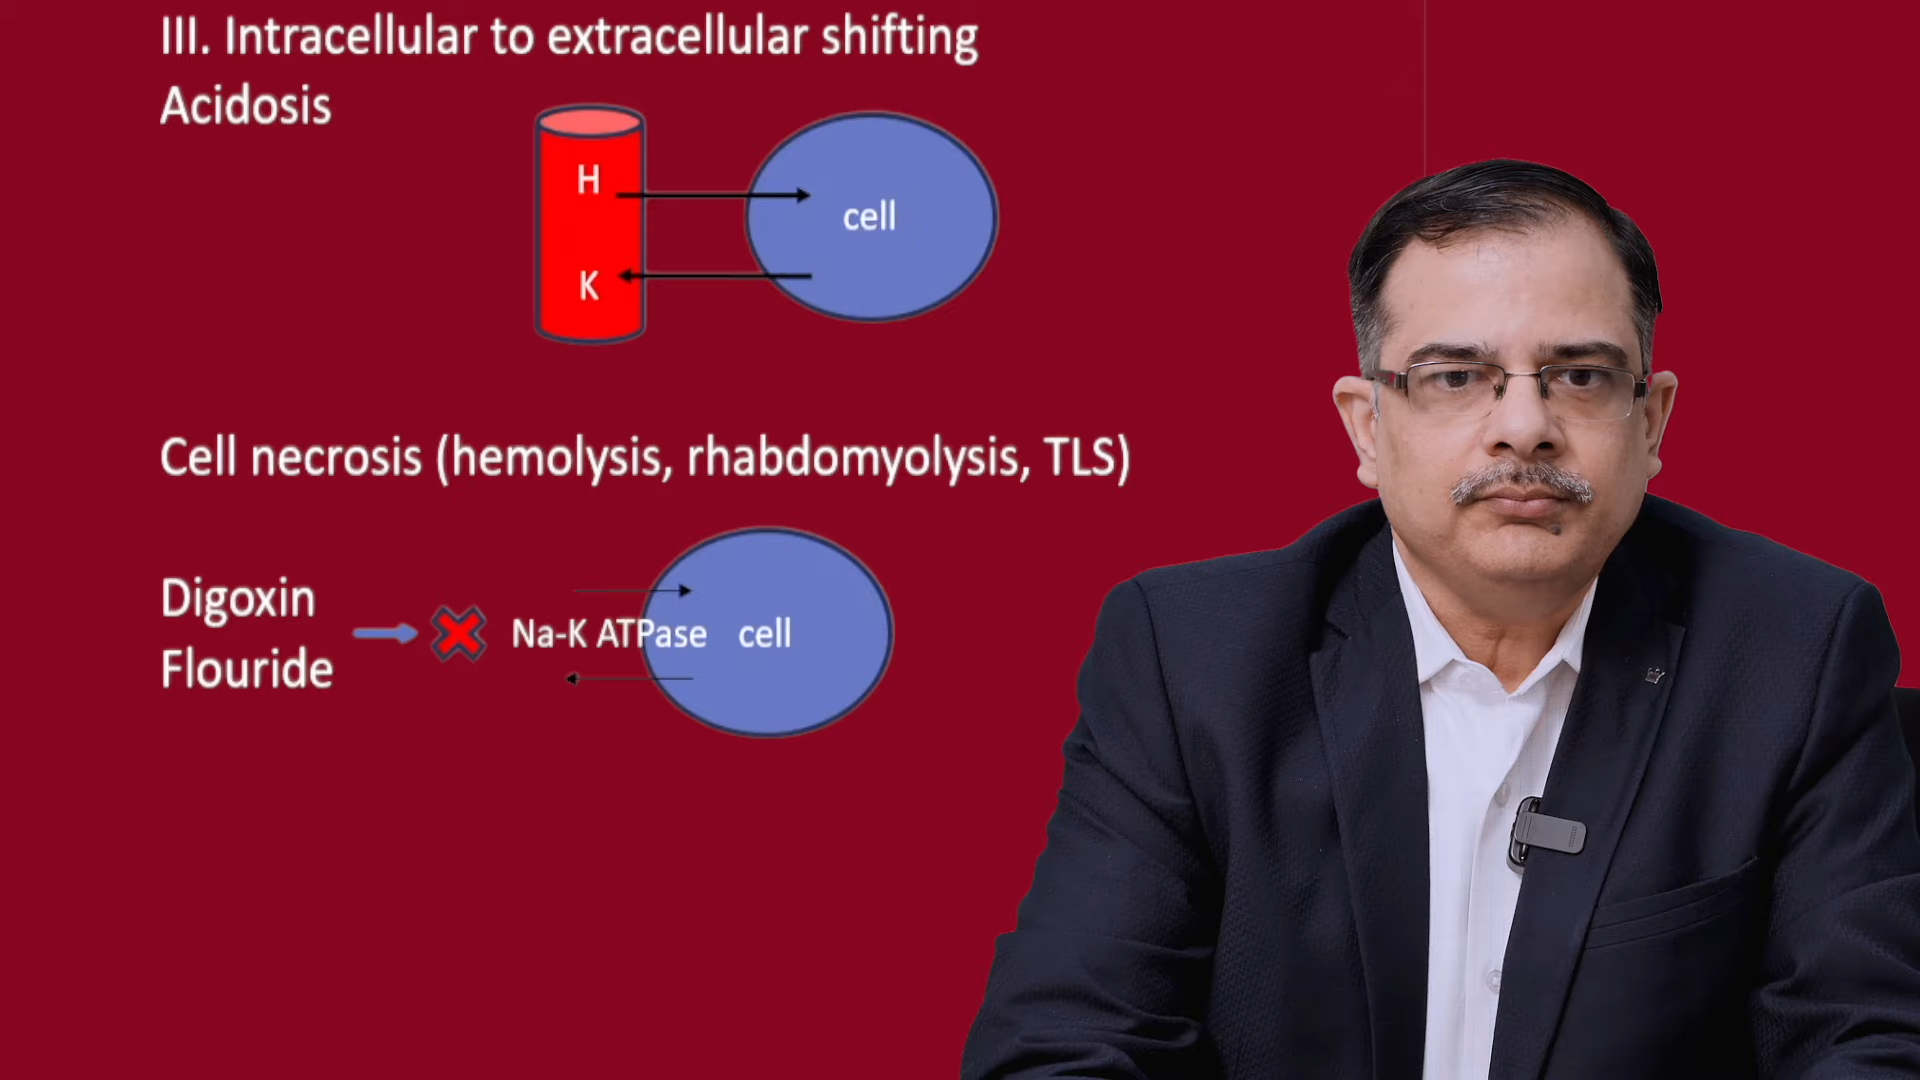 III. Intracellular to extracellular shifting
Acidosis
H
cell
K
Cell necrosis (hemolysis, rhabdomyolysis, TLS)
Digoxin
Na-K ATPase cell
Flouride